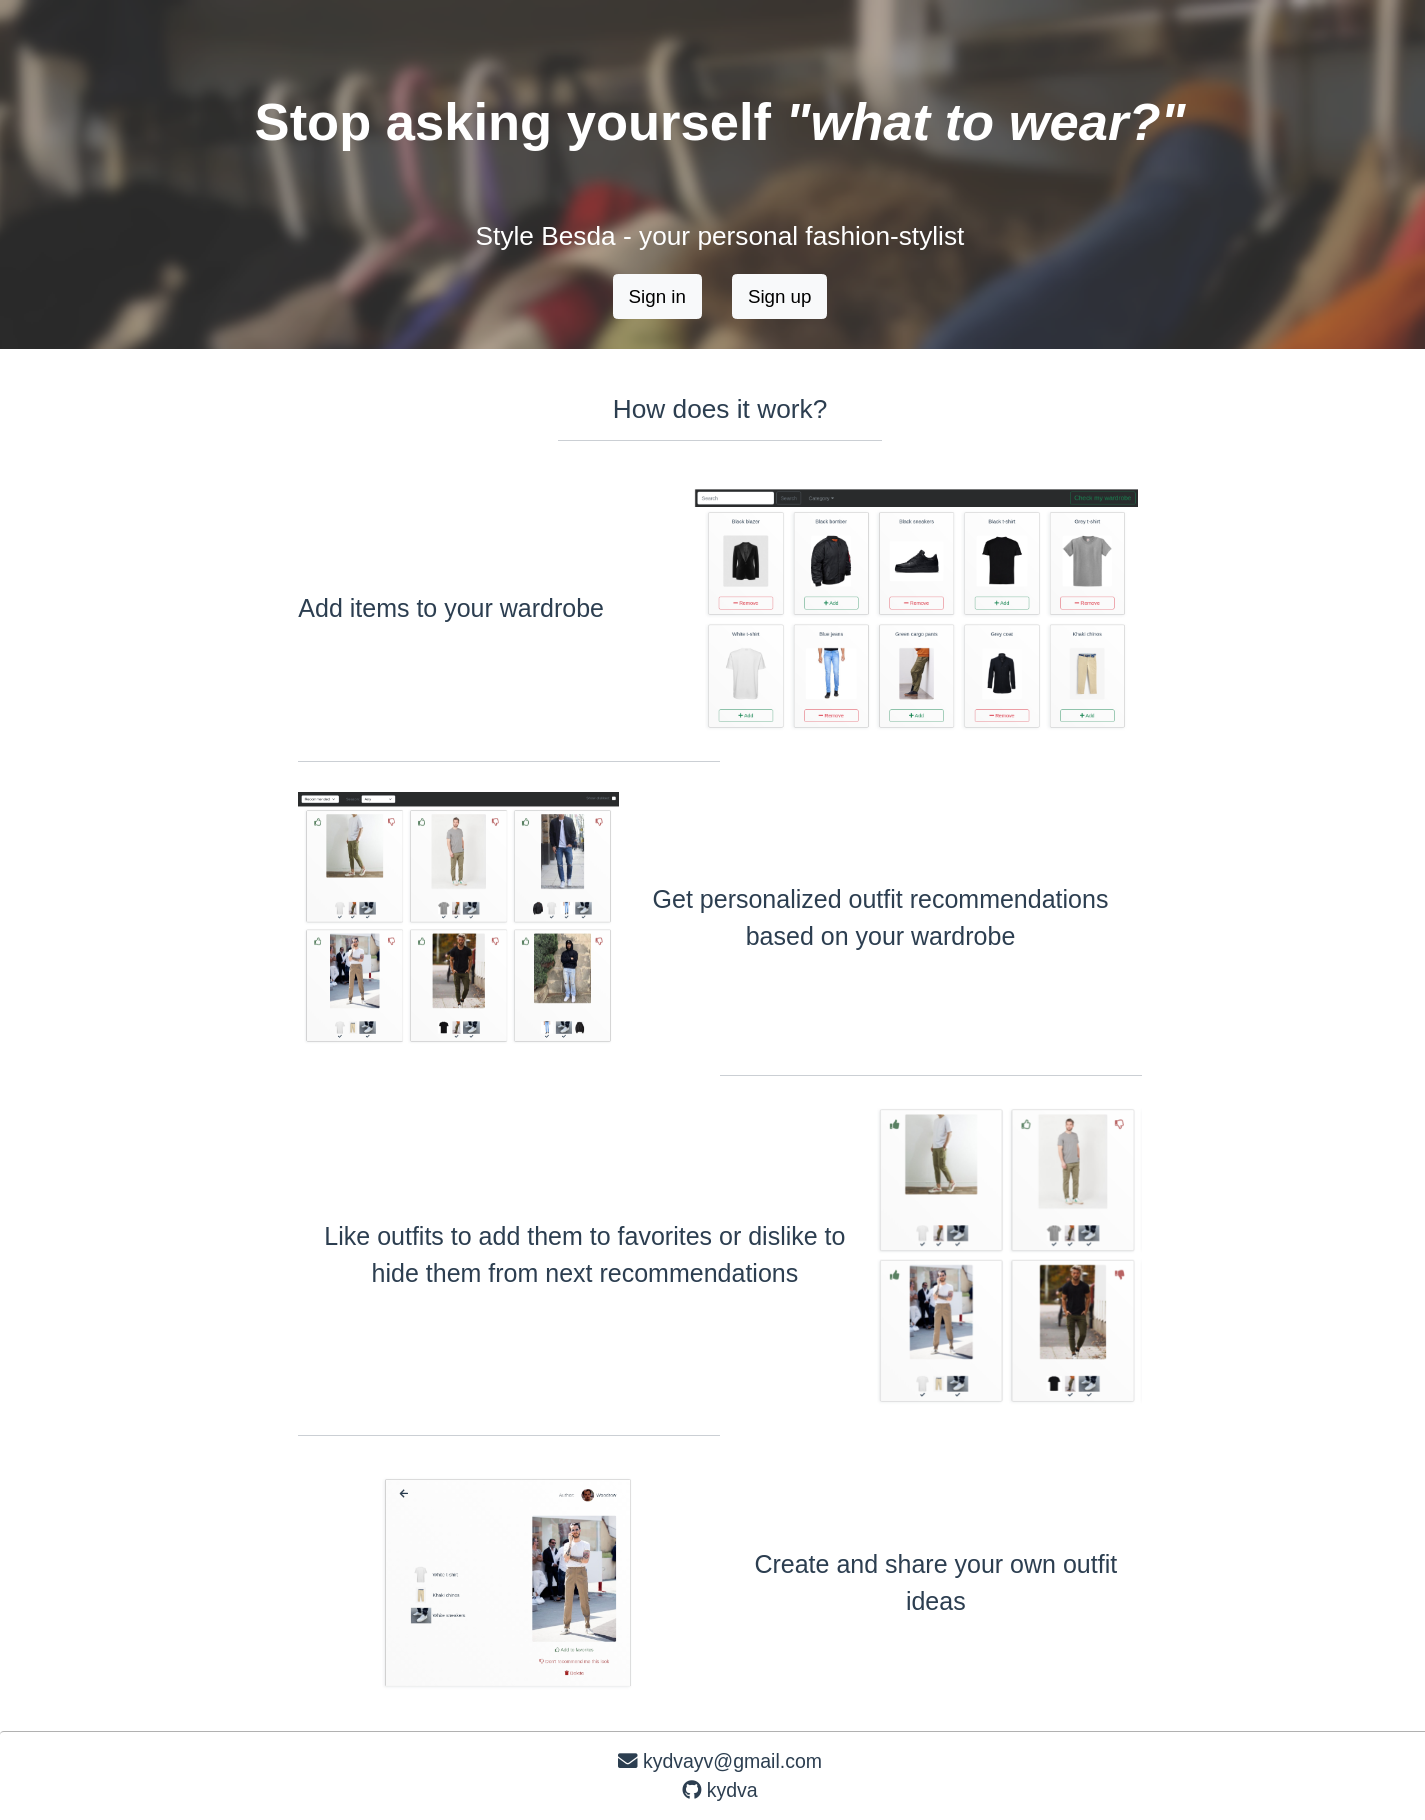 Stop asking yourself "what to wear?"
Style Besda - your personal fashion-stylist
Sign in
Sign up
How does it work?
Add items to your wardrobe
Search
Search
Category
Check my wardrobe
Black blazer
Black bomber
Black sneakers
Black t-shirt
Grey t-shirt
Remove
Add
Remove
Add
Remove
White t-shirt
Blue jeans
Green cargo pants
Grey coat
Khaki chinos
Add
Remove
Add
Remove
Add
Recommended
Get personalized outfit recommendations
based on your wardrobe
Like outfits to add them to favorites or dislike to
hide them from next recommendations
Author:
White t-shirt
Khaki chinos
White sneakers
Add to favorites
Don't recommend me this look
Delete
Create and share your own outfit
ideas
kydvayv@gmail.com
kydva